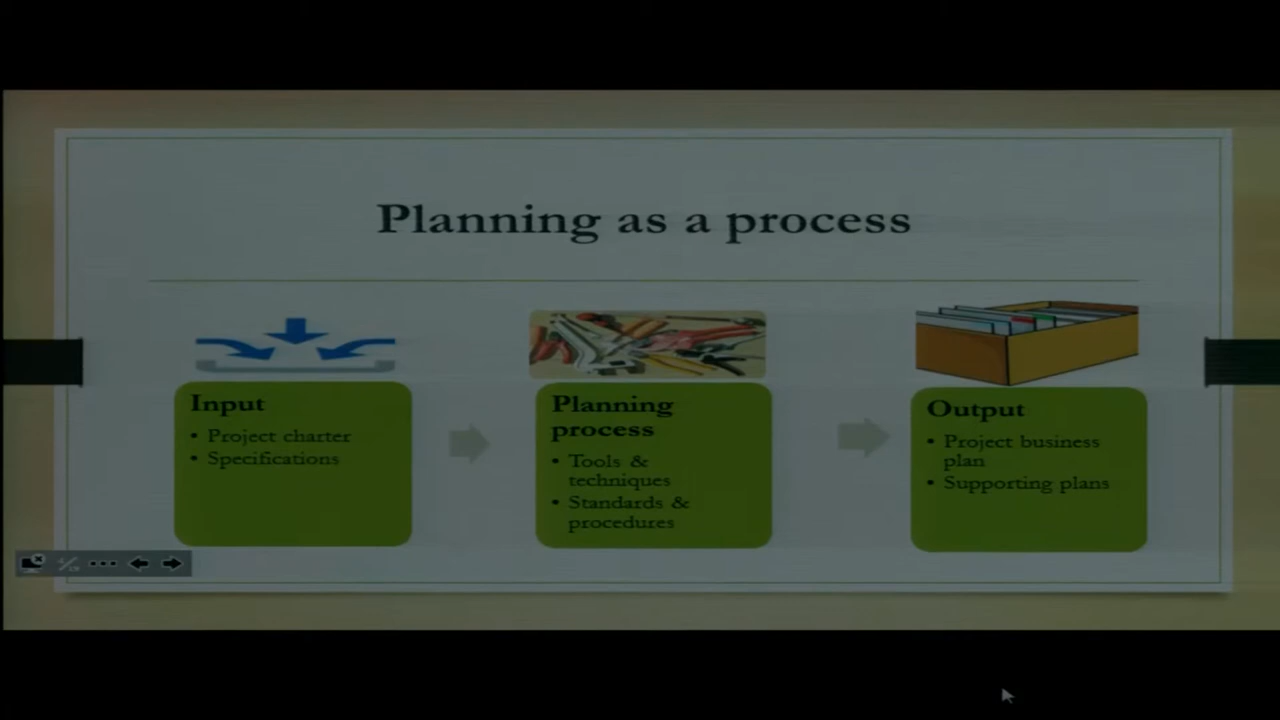 Planning as a process
Input
• Project charter
• Specifications
Planning
process
• Tools &
techniques
• Standards &
procedures
Output
• Project business
plan
• Supporting plans